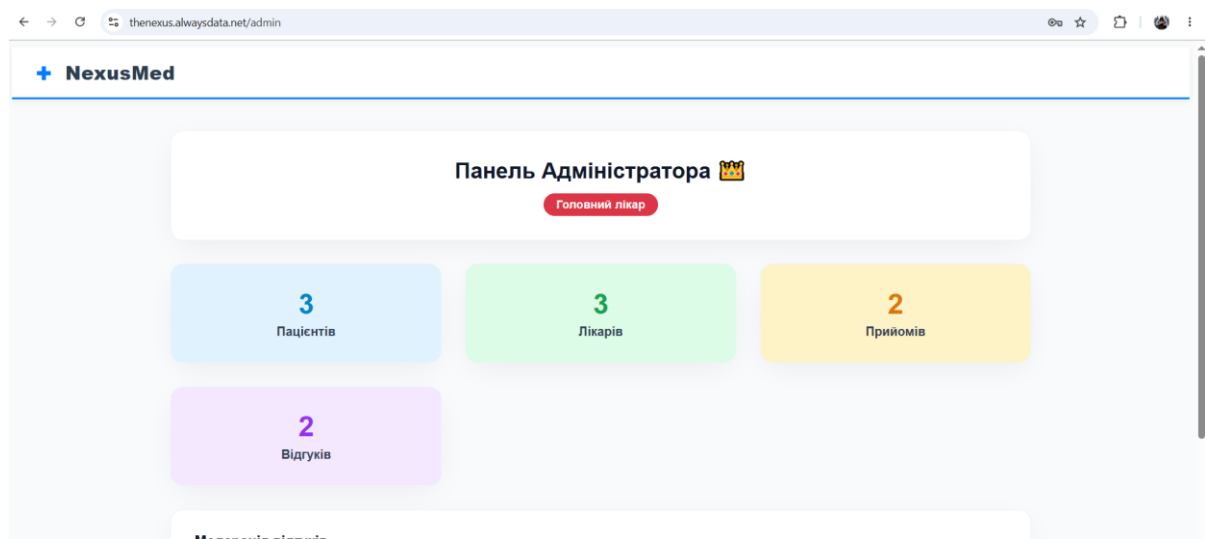 thenexus.alwaysdata.net/admin
NexusMed
Панель Адміністратора
Головний лікар
3
Пацієнтів
3
Лікарів
2
Прийомів
2
Відгуків